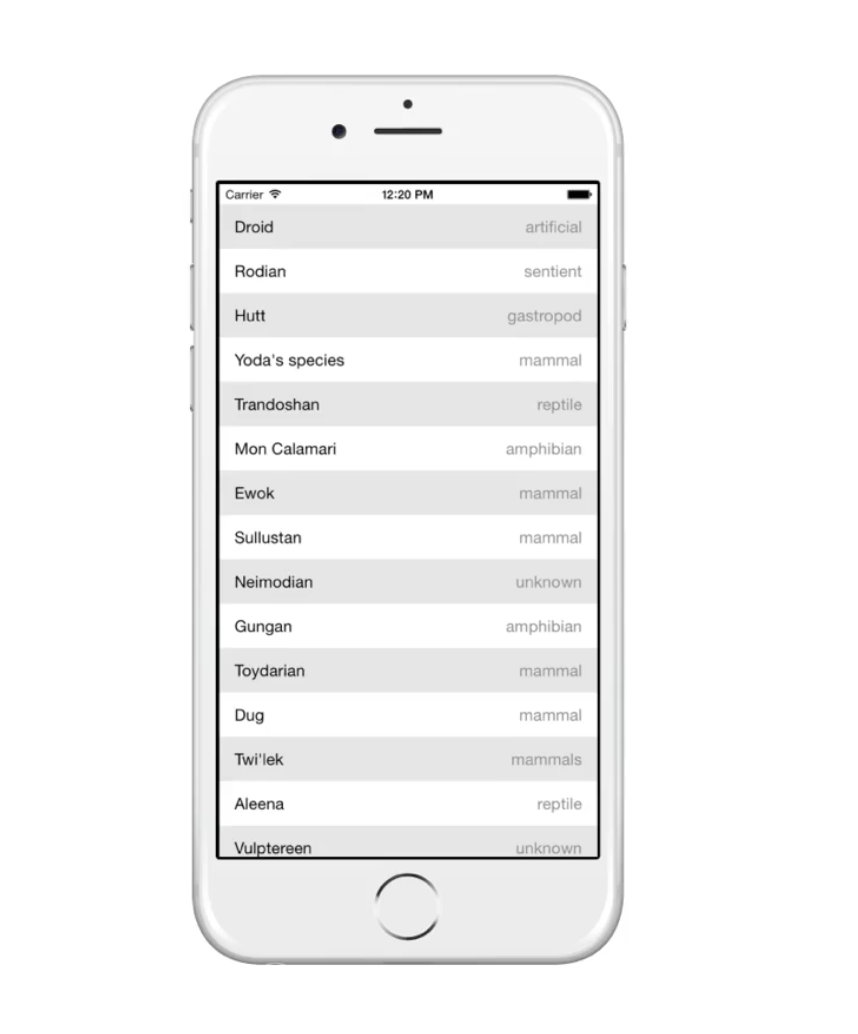 Carrier 12:20 PM
Droid artificial
Rodian sentient
Hutt gastropod
Yoda's species mammal
Trandoshan reptile
Mon Calamari amphibian
Ewok mammal
Sullustan mammal
Neimodian unknown
Gungan amphibian
Toydarian mammal
Dug mammal
Twi'lek mammals
Aleena reptile
Vulptereen unknown